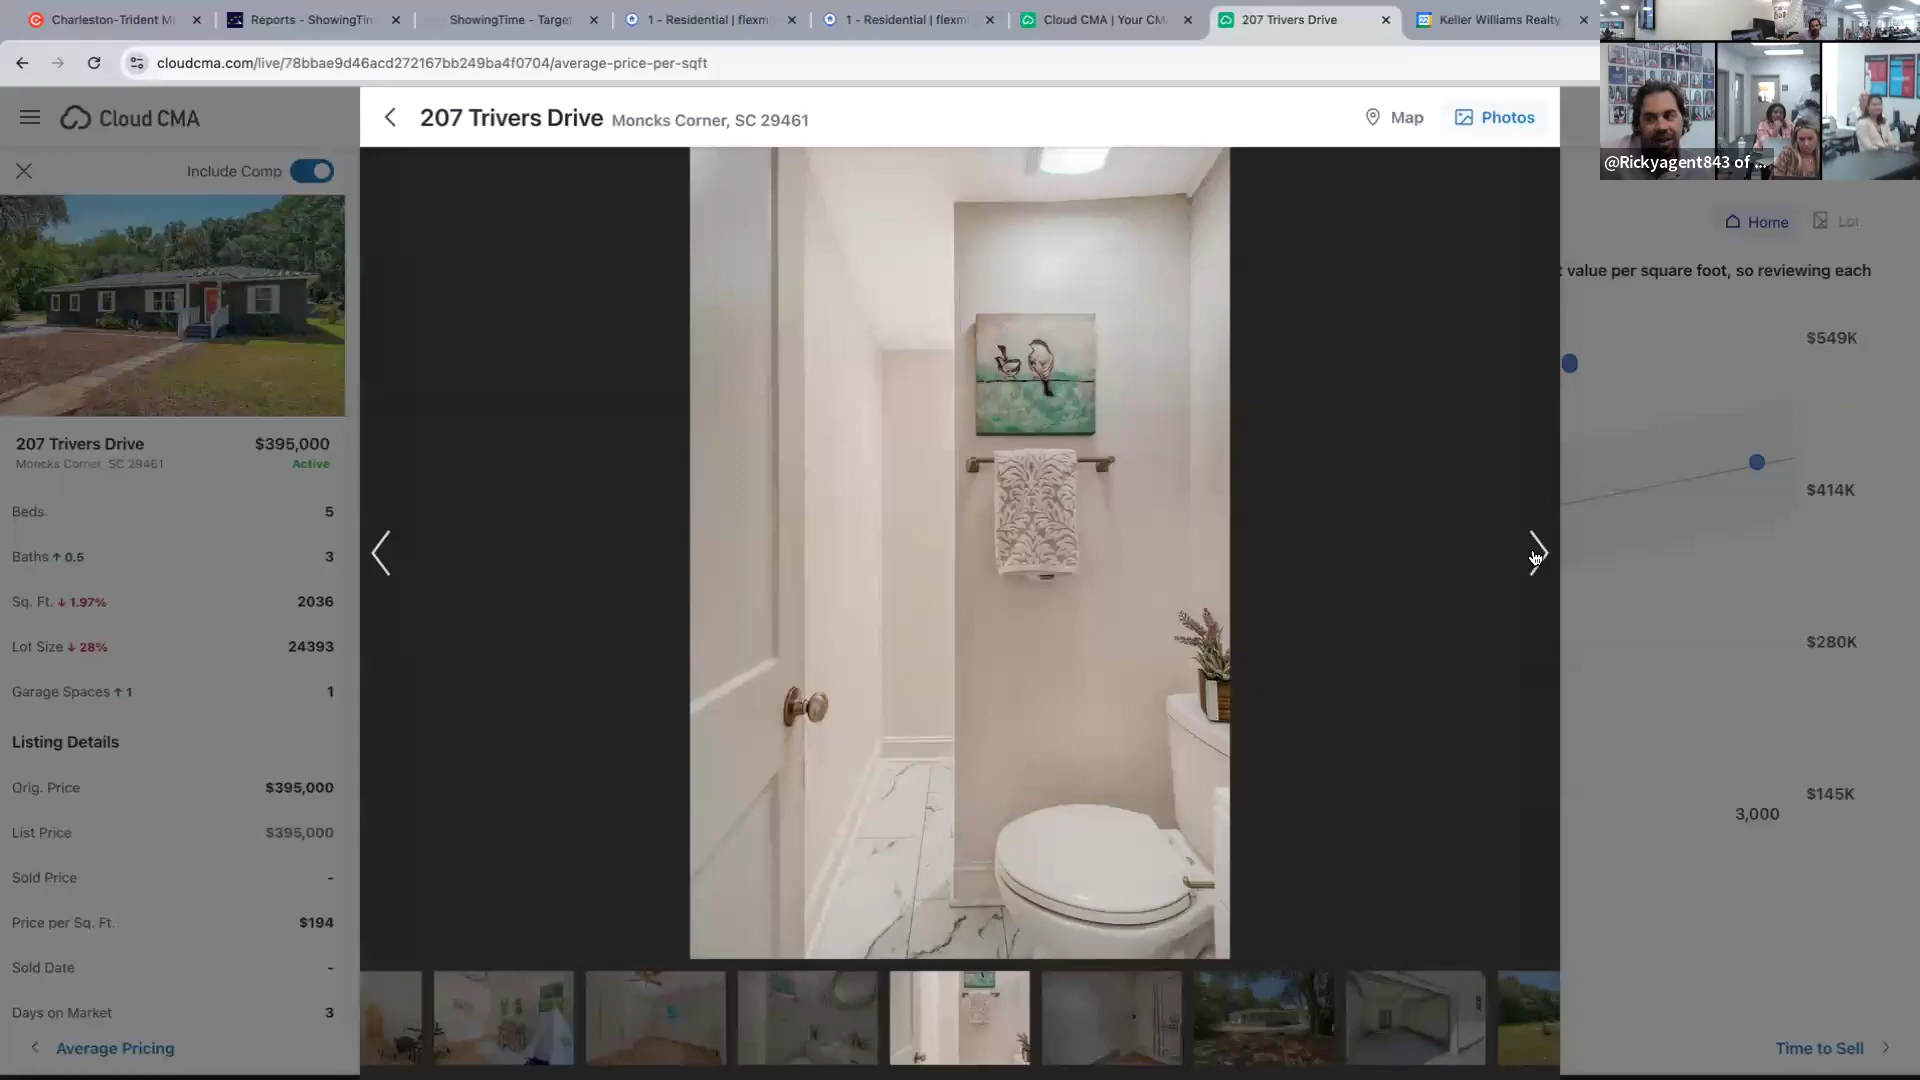 Charleston-Trident M
Reports - ShowingTim
ShowingTime - Target
1 - Residential | flexm
1 - Residential | flexm
Cloud CMA | Your CM
207 Trivers Drive
Keller Williams Realty
cloudcma.com/live/78bbae9d46acd272167bb249ba4f0704/average-price-per-sqft
@Rickyagent843 of ...
Cloud CMA
207 Trivers Drive Moncks Corner, SC 29461
Map
Photos
Include Comp
Home
Lot
value per square foot, so reviewing each
$549K
$414K
$280K
$145K
3,000
207 Trivers Drive $395,000
Moncks Corner, SC 29461 Active
Beds 5
Baths ↑ 0.5 3
Sq. Ft. ↓ 1.97% 2036
Lot Size ↓ 28% 24393
Garage Spaces ↑ 1 1
Listing Details
Orig. Price $395,000
List Price $395,000
Sold Price -
Price per Sq. Ft. $194
Sold Date -
Days on Market 3
Average Pricing
Time to Sell